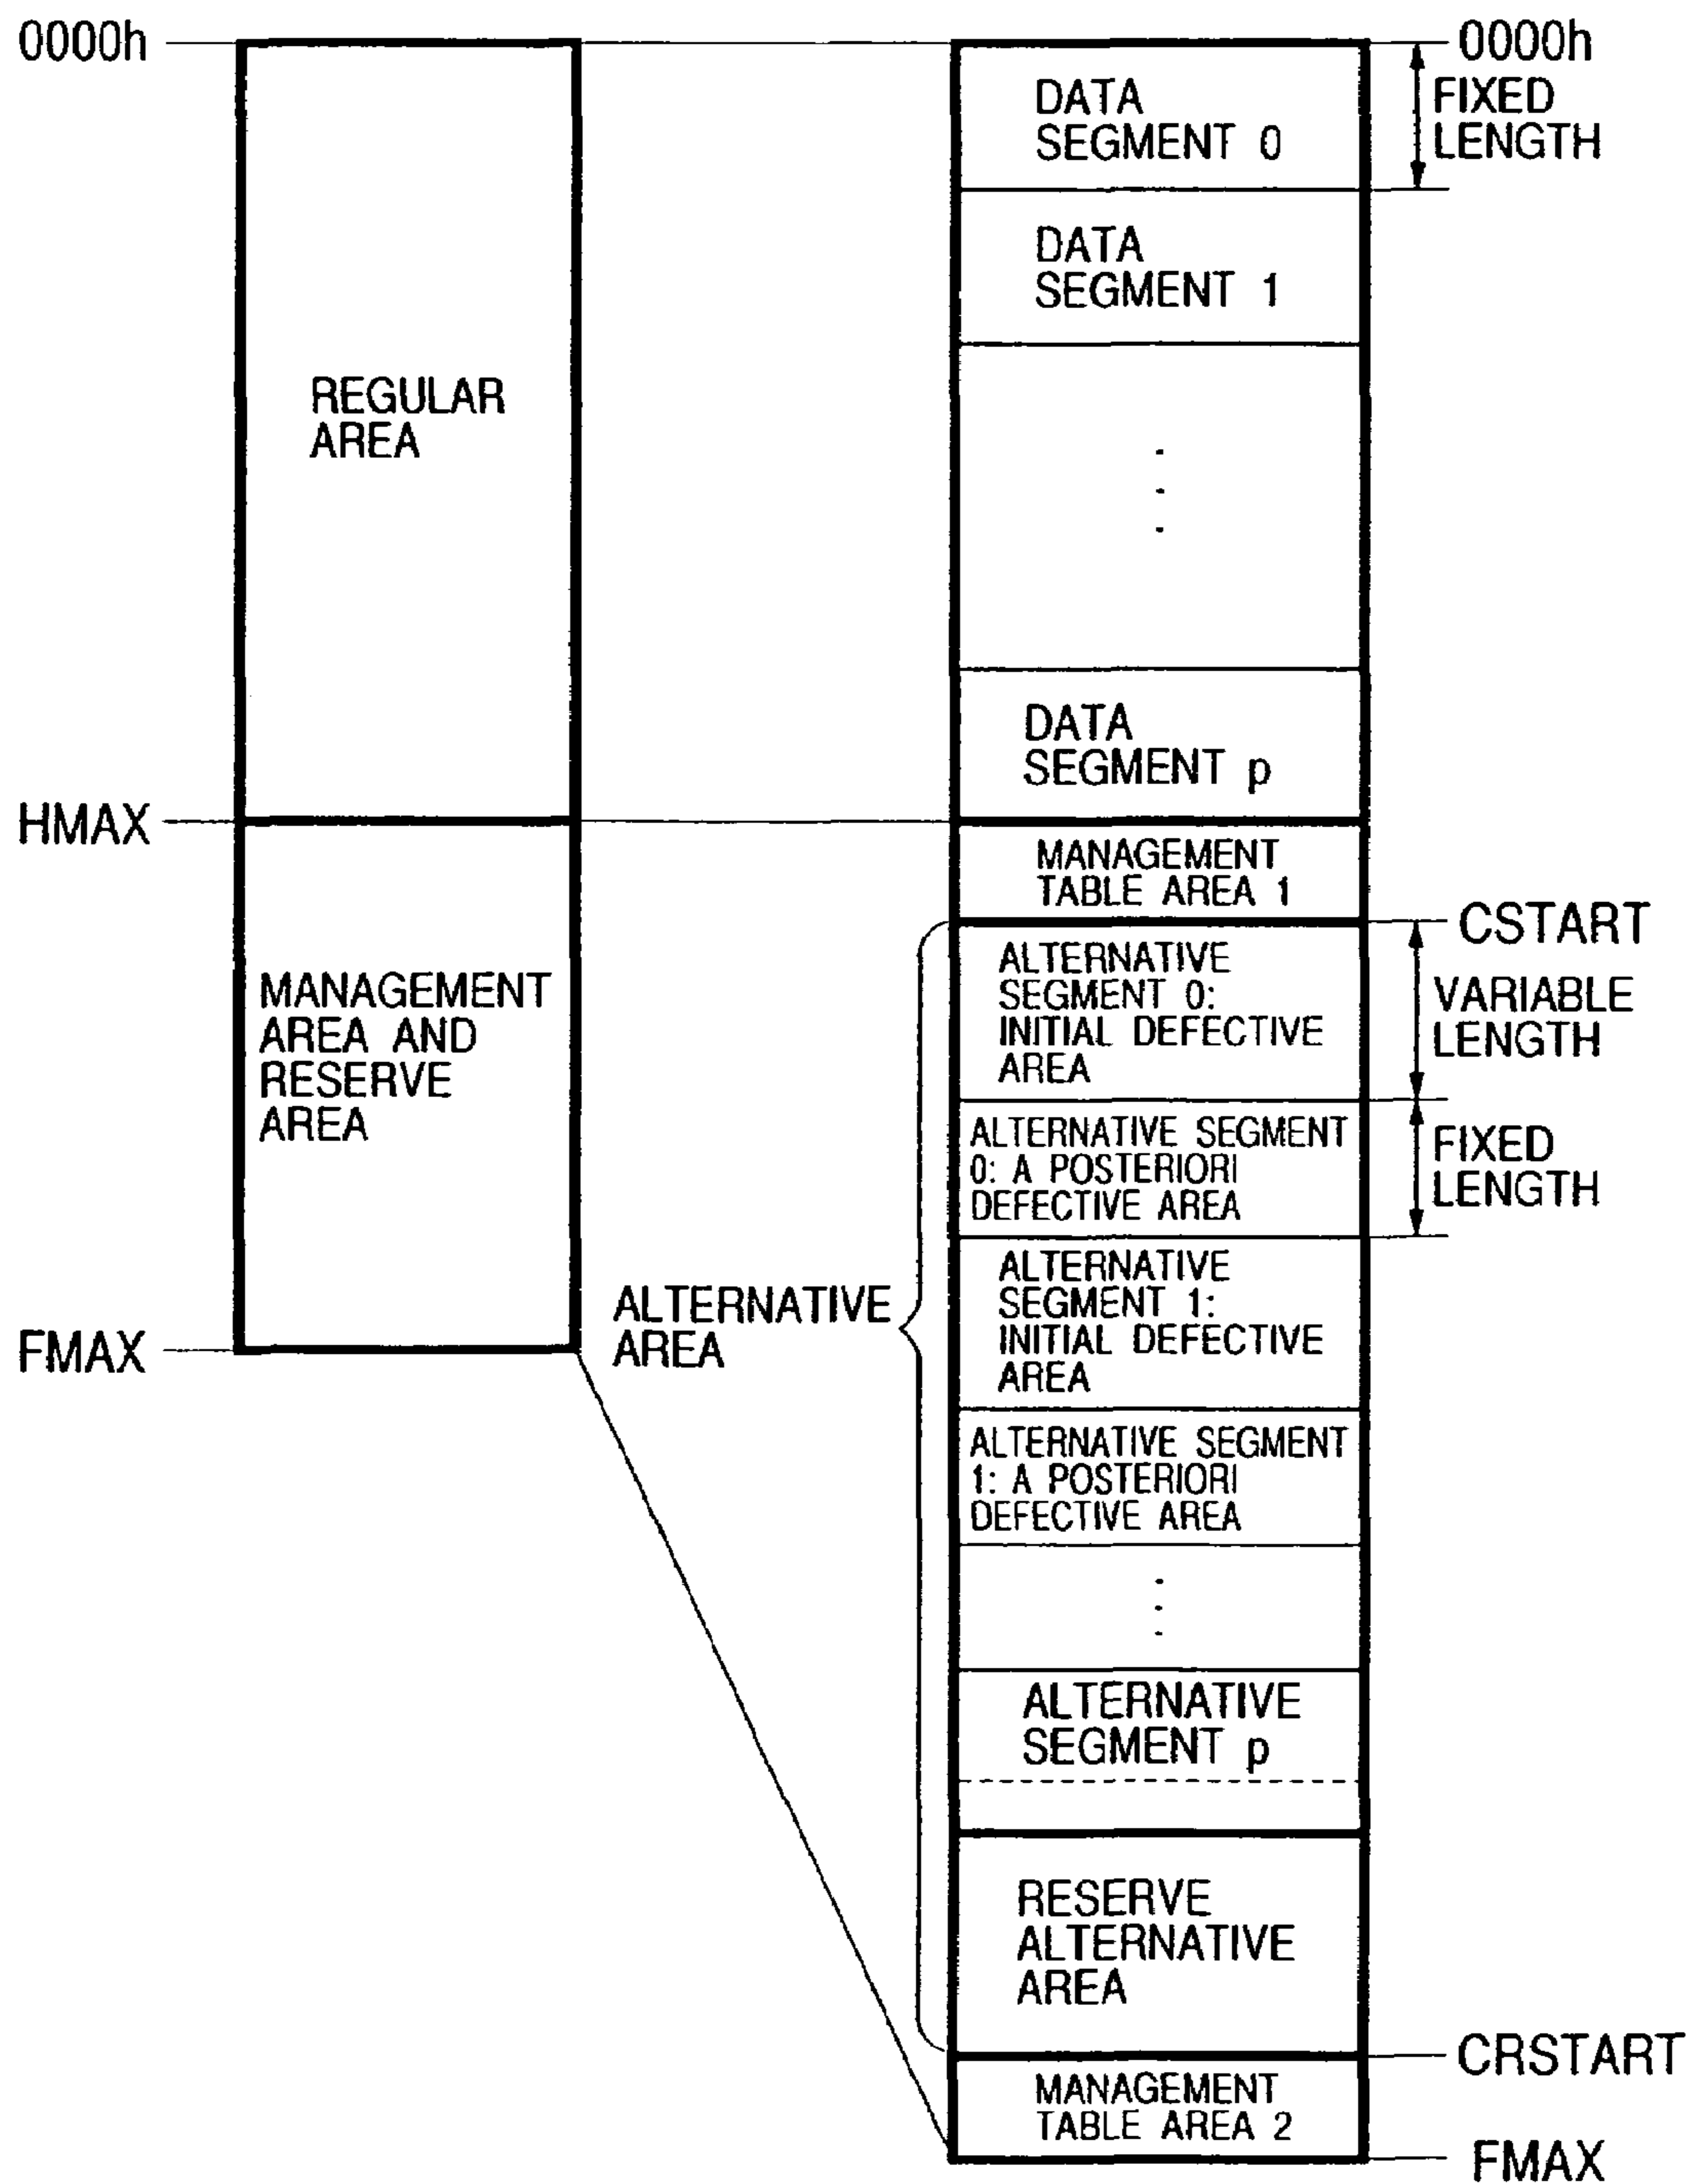 0000h
REGULAR
AREA
HMAX
MANAGEMENT
AREA AND
RESERVE
AREA
FMAX
ALTERNATIVE
AREA
DATA
SEGMENT 0
DATA
SEGMENT 1
DATA
SEGMENT p
MANAGEMENT
TABLE AREA 1
ALTERNATIVE
SEGMENT 0:
INITIAL DEFECTIVE
AREA
ALTERNATIVE SEGMENT
0: A POSTERIORI
DEFECTIVE AREA
ALTERNATIVE
SEGMENT 1:
INITIAL DEFECTIVE
AREA
ALTERNATIVE SEGMENT
1: A POSTERIORI
DEFECTIVE AREA
ALTERNATIVE
SEGMENT p
RESERVE
ALTERNATIVE
AREA
MANAGEMENT
TABLE AREA 2
0000h
FIXED
LENGTH
CSTART
VARIABLE
LENGTH
FIXED
LENGTH
CRSTART
FMAX